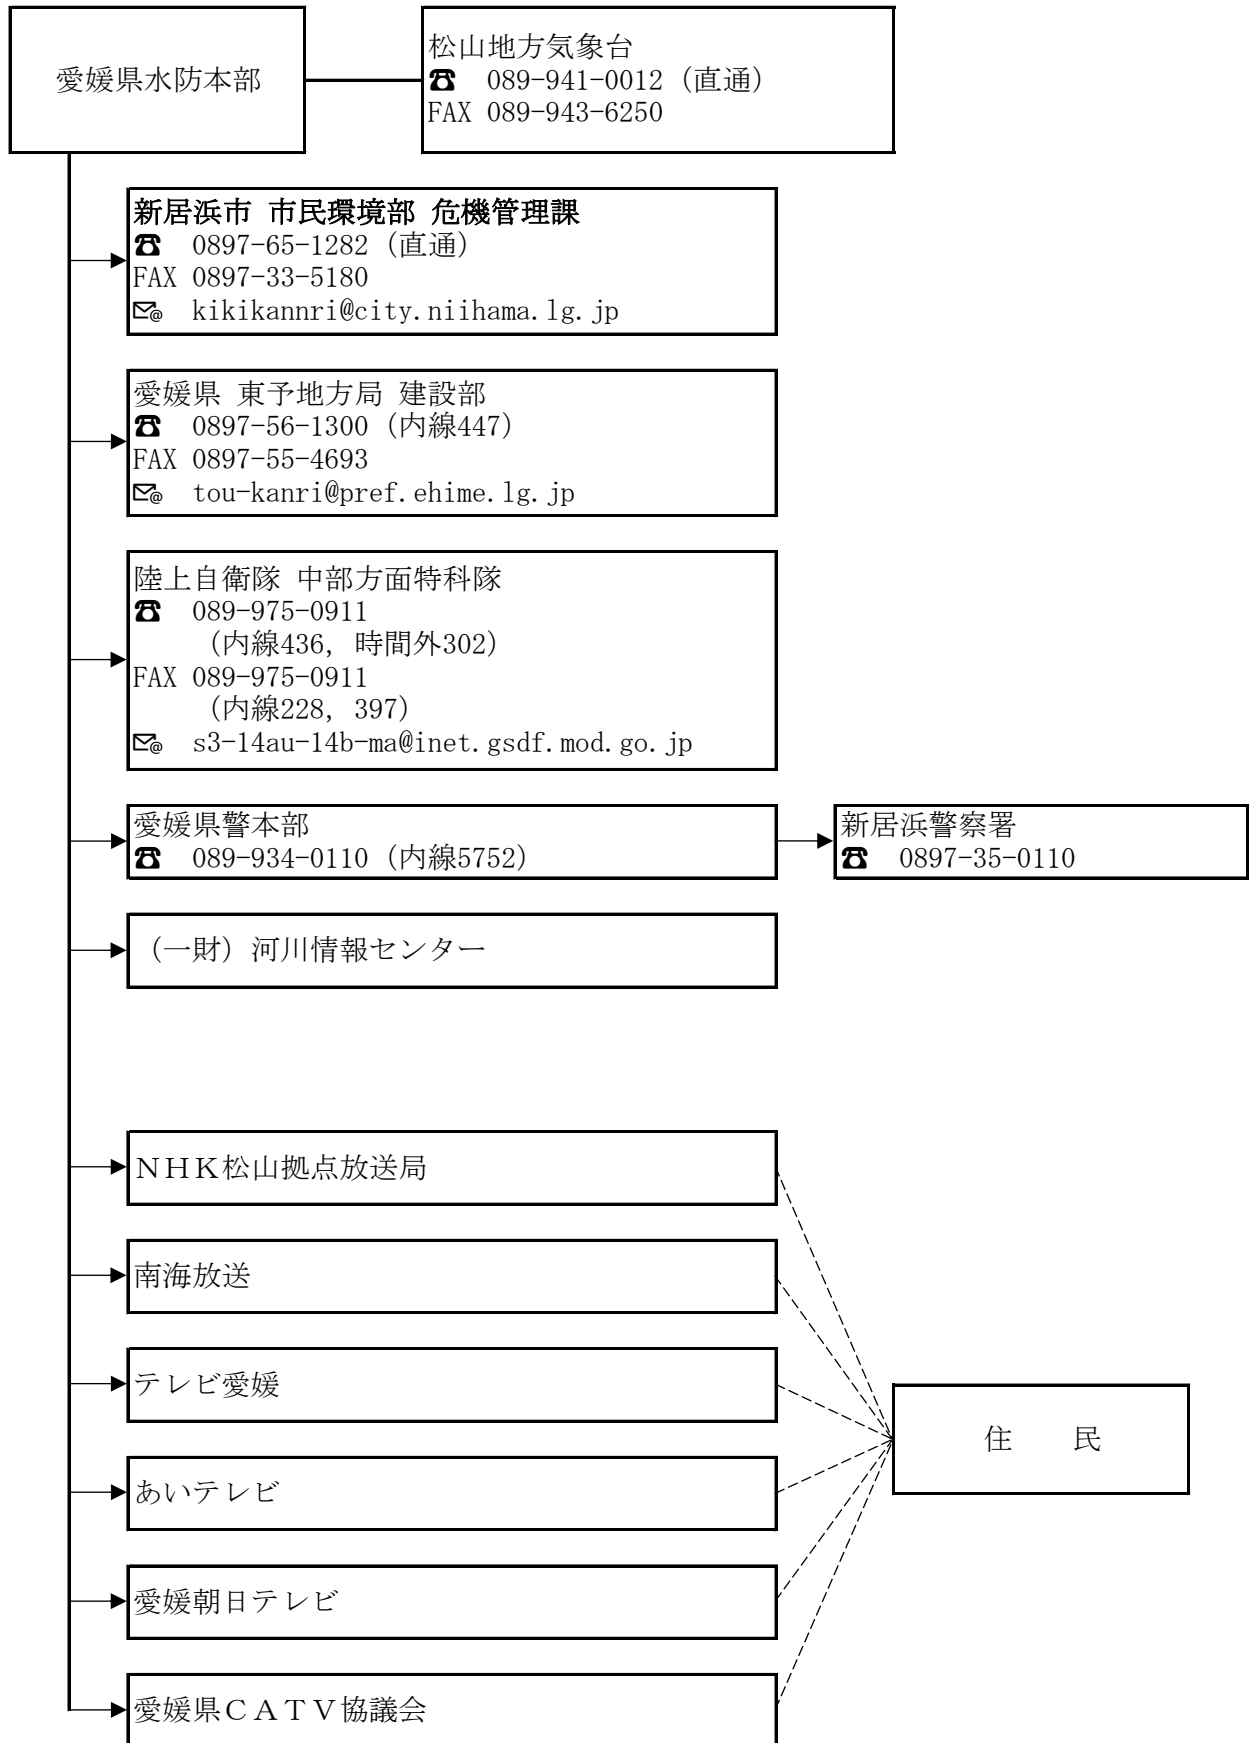 愛媛県水防本部
松山地方気象台
☎ 089-941-0012（直通）
FAX 089-943-6250
新居浜市 市民環境部 危機管理課
☎ 0897-65-1282（直通）
FAX 0897-33-5180
kikikannri@city.niihama.lg.jp
愛媛県 東予地方局 建設部
☎ 0897-56-1300（内線447）
FAX 0897-55-4693
tou-kanri@pref.ehime.lg.jp
陸上自衛隊 中部方面特科隊
☎ 089-975-0911
（内線436, 時間外302）
FAX 089-975-0911
（内線228, 397）
s3-14au-14b-ma@inet.gsdf.mod.go.jp
愛媛県警本部
☎ 089-934-0110（内線5752）
新居浜警察署
☎ 0897-35-0110
（一財）河川情報センター
ＮＨＫ松山拠点放送局
南海放送
テレビ愛媛
住　民
あいテレビ
愛媛朝日テレビ
愛媛県ＣＡＴＶ協議会